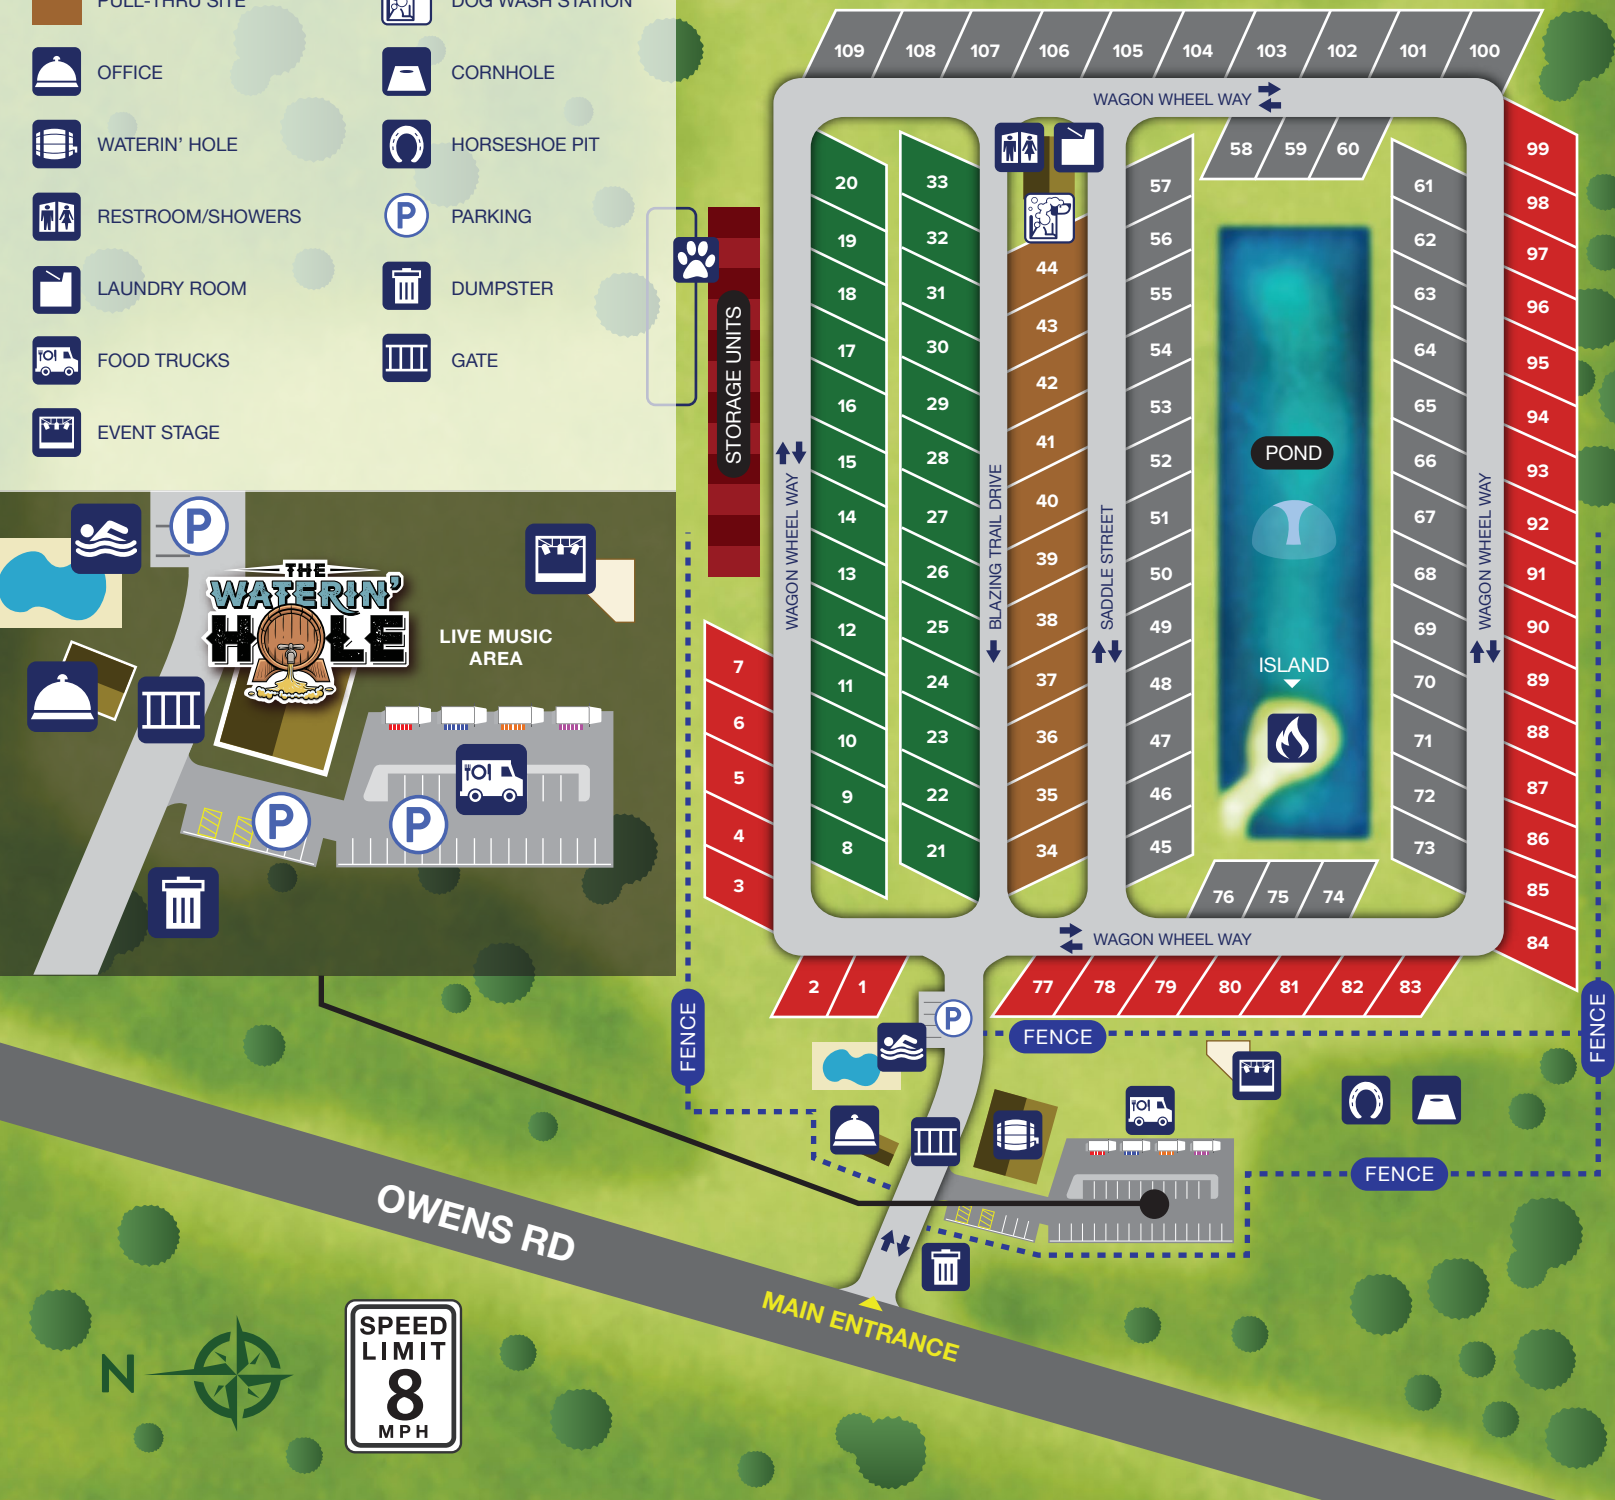 PULL-THRU SITE
DOG WASH STATION
OFFICE
CORNHOLE
WATERIN' HOLE
HORSESHOE PIT
RESTROOM/SHOWERS
P
PARKING
LAUNDRY ROOM
DUMPSTER
FOOD TRUCKS
GATE
EVENT STAGE
P
THE
WATERIN'
HOLE
LIVE MUSIC
AREA
P
P
109 108 107 106 105 104 103 102 101 100
WAGON WHEEL WAY
58 59 60
20
19
18
17
16
15
14
13
12
11
10
9
8
33
32
31
30
29
28
27
26
25
24
23
22
21
44
43
42
41
40
39
38
37
36
35
34
57
56
55
54
53
52
51
50
49
48
47
46
45
61
62
63
64
65
66
67
68
69
70
71
72
73
99
98
97
96
95
94
93
92
91
90
89
88
87
86
85
84
STORAGE UNITS
WAGON WHEEL WAY
BLAZING TRAIL DRIVE
SADDLE STREET
WAGON WHEEL WAY
POND
ISLAND
7
6
5
4
3
76 75 74
WAGON WHEEL WAY
2 1
77 78 79 80 81 82 83
P
FENCE
FENCE
FENCE
FENCE
OWENS RD
MAIN ENTRANCE
N
SPEED
LIMIT
8
MPH